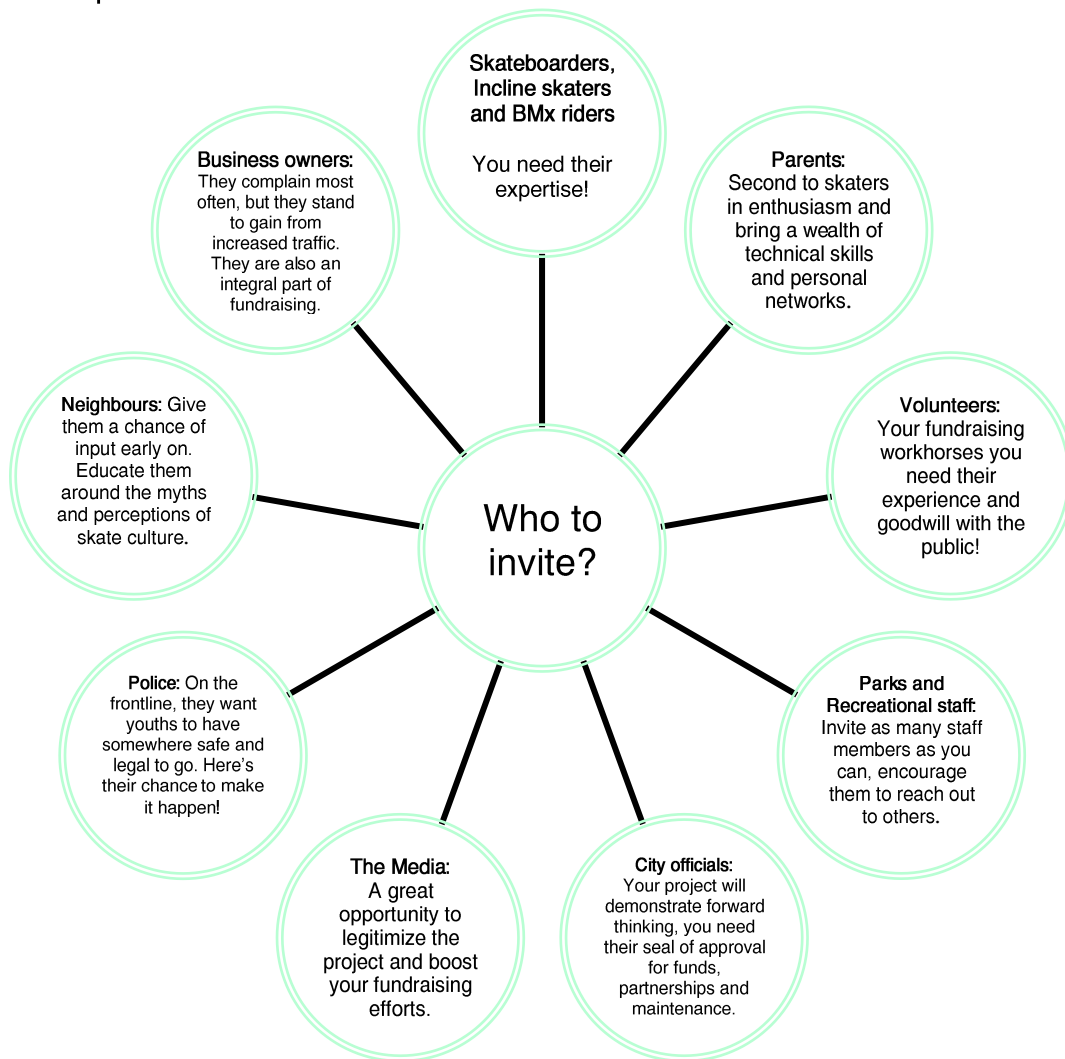 Skateboarders,
Incline skaters
and BMx riders
You need their
expertise!
Parents:
Second to skaters
in enthusiasm and
bring a wealth of
technical skills
and personal
networks.
Volunteers:
Your fundraising
workhorses you
need their
experience and
goodwill with the
public!
Parks and
Recreational staff:
Invite as many staff
members as you
can, encourage
them to reach out
to others.
City officials:
Your project will
demonstrate forward
thinking, you need
their seal of approval
for funds,
partnerships and
maintenance.
The Media:
A great
opportunity to
legitimize the
project and boost
your fundraising
efforts.
Police: On the
frontline, they want
youths to have
somewhere safe and
legal to go. Here's
their chance to make
it happen!
Neighbours: Give
them a chance of
input early on.
Educate them
around the myths
and perceptions of
skate culture.
Business owners:
They complain most
often, but they stand
to gain from
increased traffic.
They are also an
integral part of
fundraising.
Who to
invite?